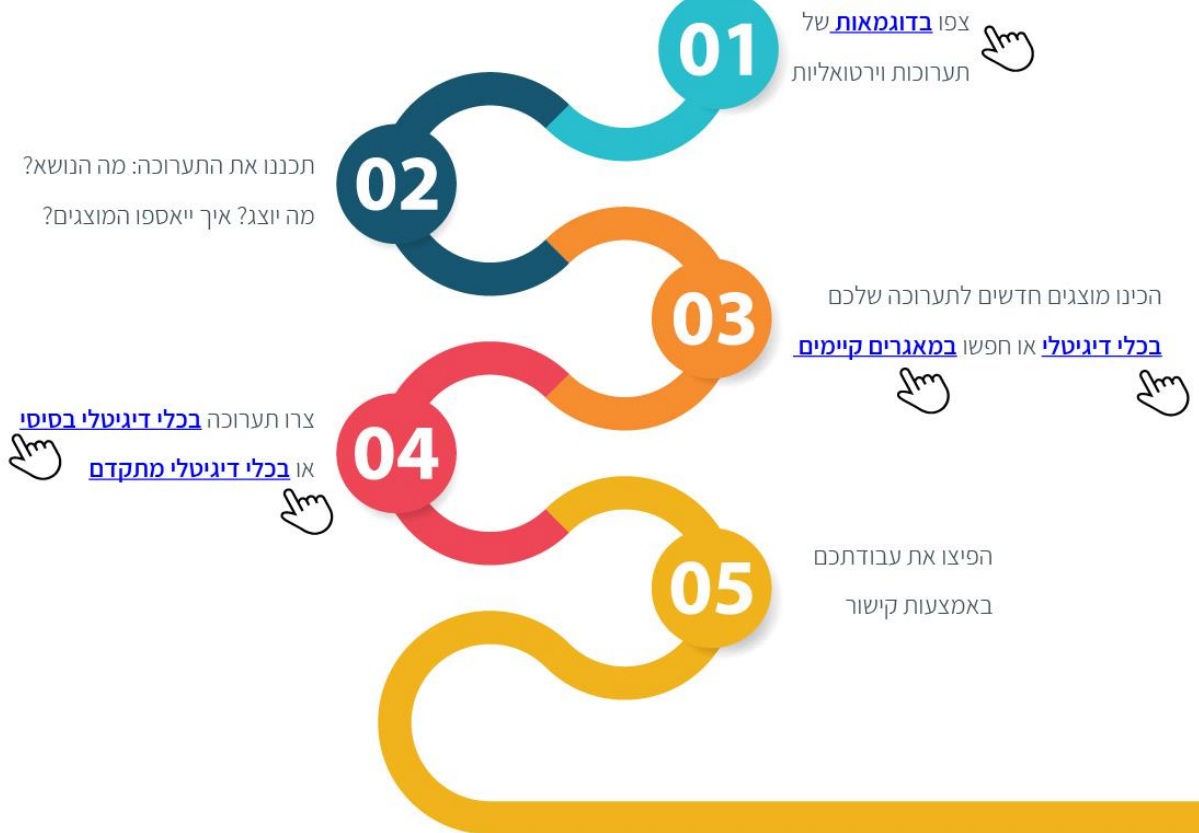 01
צפו בדוגמאות של
תערוכות וירטואליות
02
תכננו את התערוכה: מה הנושא?
מה יוצג? איך ייאספו המוצגים?
03
הכינו מוצגים חדשים לתערוכה שלכם
בכלי דיגיטלי או חפשו במאגרים קיימים
04
צרו תערוכה בכלי דיגיטלי בסיסי
או בכלי דיגיטלי מתקדם
05
הפיצו את עבודתכם
באמצעות קישור